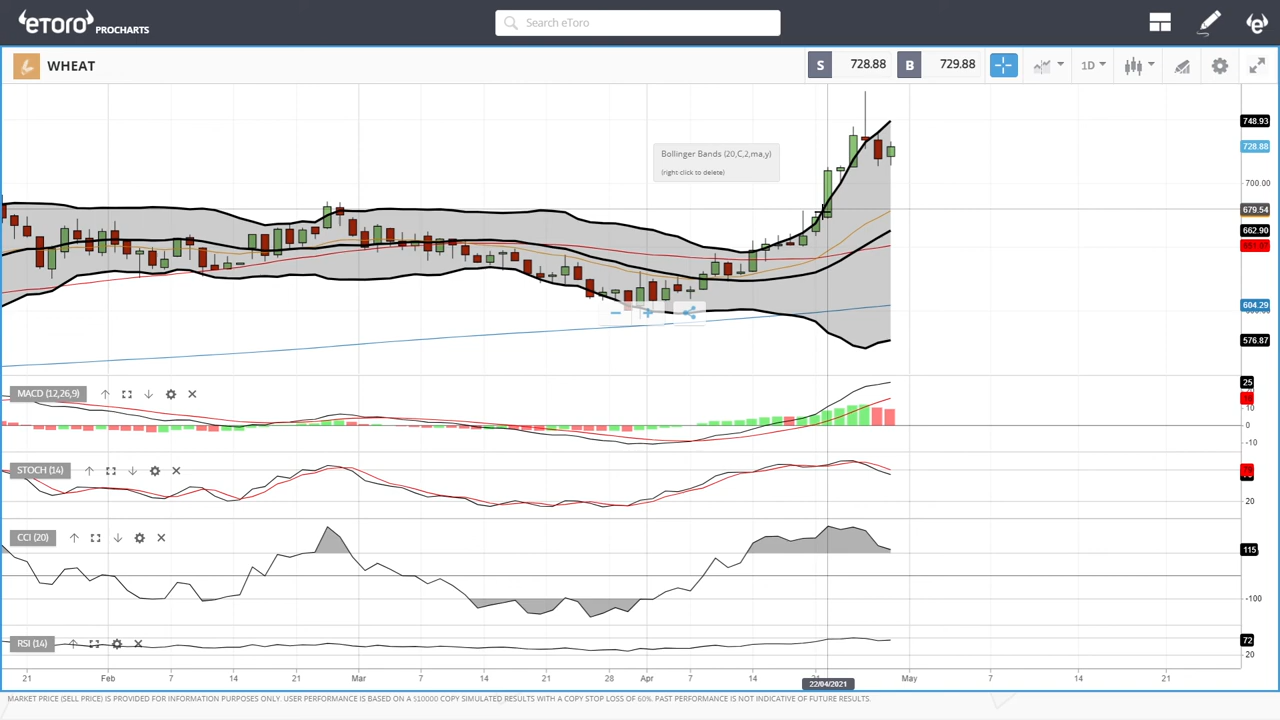 eToro PROCHARTS
Search eToro
WHEAT
S 728.88 B 729.88
1D
Bollinger Bands (20,C,2,ma,y)
(right click to delete)
748.93
728.88
700.00
679.54
662.90
651.07
604.29
576.87
MACD (12,26,9)
25
10
0
-10
STOCH (14)
20
CCI (20)
115
-100
RSI (14)
72
20
21 Feb 7 14 21 Mar 7 14 21 28 Apr 7 14 21 May 7 14 21
22/04/2021
MARKET PRICE (SELL PRICE) IS PROVIDED FOR INFORMATION PURPOSES ONLY. USER PERFORMANCE IS BASED ON A $10000 COPY SIMULATED RESULTS WITH A COPY STOP LOSS OF 60%. PAST PERFORMANCE IS NOT INDICATIVE OF FUTURE RESULTS.